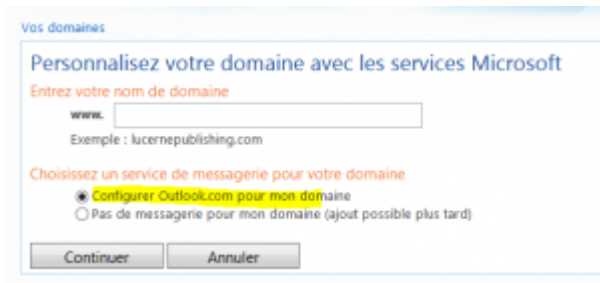 Vos domaines
Personnalisez votre domaine avec les services Microsoft
Entrez votre nom de domaine
www.
Exemple : lucernepublishing.com
Choisissez un service de messagerie pour votre domaine
Configurer Outlook.com pour mon domaine
Pas de messagerie pour mon domaine (ajout possible plus tard)
Continuer Annuler